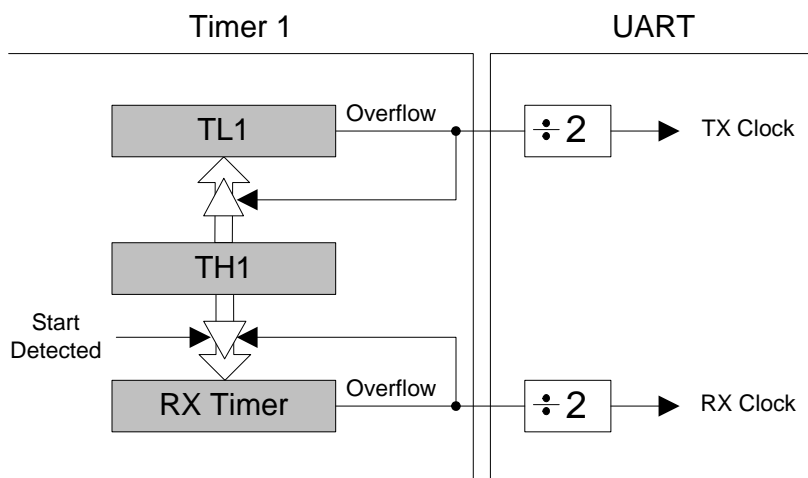 Timer 1
UART
TL1
Overflow
÷ 2
TX Clock
TH1
Start
Detected
RX Timer
Overflow
÷ 2
RX Clock